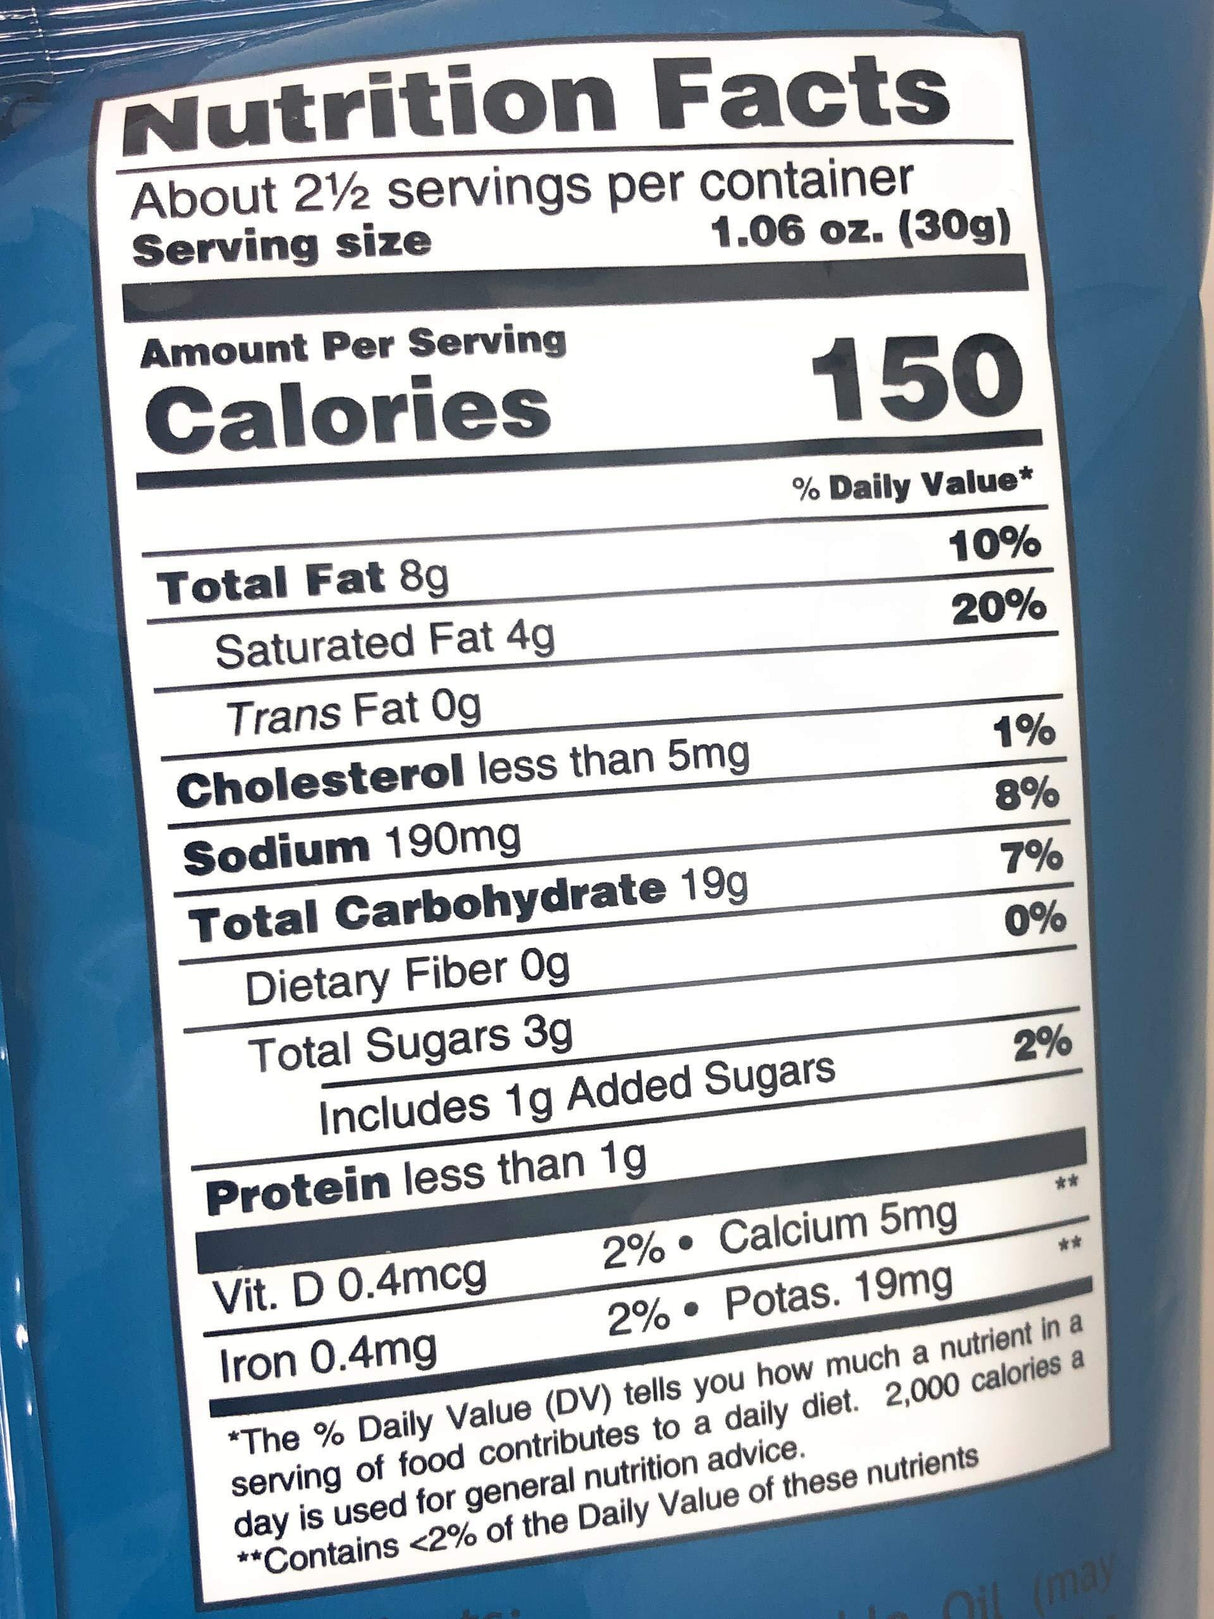 Nutrition Facts
About 2½ servings per container
Serving size 1.06 oz. (30g)
Amount Per Serving
Calories 150
% Daily Value*
Total Fat 8g 10%
Saturated Fat 4g 20%
Trans Fat 0g
Cholesterol less than 5mg 1%
Sodium 190mg 8%
Total Carbohydrate 19g 7%
Dietary Fiber 0g 0%
Total Sugars 3g
Includes 1g Added Sugars 2%
Protein less than 1g
Vit. D 0.4mcg 2% • Calcium 5mg **
Iron 0.4mg 2% • Potas. 19mg **
*The % Daily Value (DV) tells you how much a nutrient in a
serving of food contributes to a daily diet. 2,000 calories a
day is used for general nutrition advice.
**Contains <2% of the Daily Value of these nutrients
Oil (may